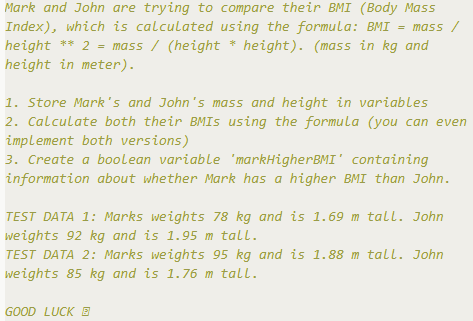 Mark and John are trying to compare their BMI (Body Mass
Index), which is calculated using the formula: BMI = mass /
height ** 2 = mass / (height * height). (mass in kg and
height in meter).
1. Store Mark's and John's mass and height in variables
2. Calculate both their BMIs using the formula (you can even
implement both versions)
3. Create a boolean variable 'markHigherBMI' containing
information about whether Mark has a higher BMI than John.
TEST DATA 1: Marks weights 78 kg and is 1.69 m tall. John
weights 92 kg and is 1.95 m tall.
TEST DATA 2: Marks weights 95 kg and is 1.88 m tall. John
weights 85 kg and is 1.76 m tall.
GOOD LUCK